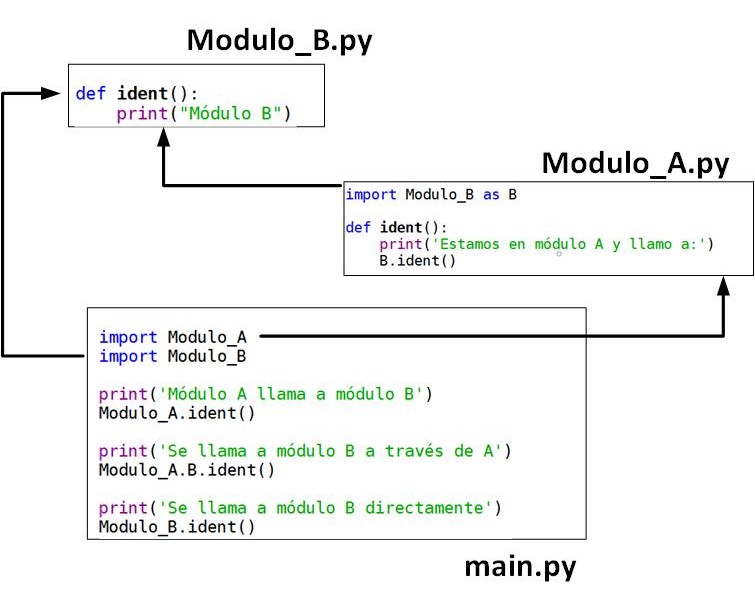 Modulo_B.py
def ident():
    print("Módulo B")
Modulo_A.py
import Modulo_B as B
def ident():
    print('Estamos en módulo A y llamo a:')
    B.ident()
import Modulo_A
import Modulo_B
print('Módulo A llama a módulo B')
Modulo_A.ident()
print('Se llama a módulo B a través de A')
Modulo_A.B.ident()
print('Se llama a módulo B directamente')
Modulo_B.ident()
main.py